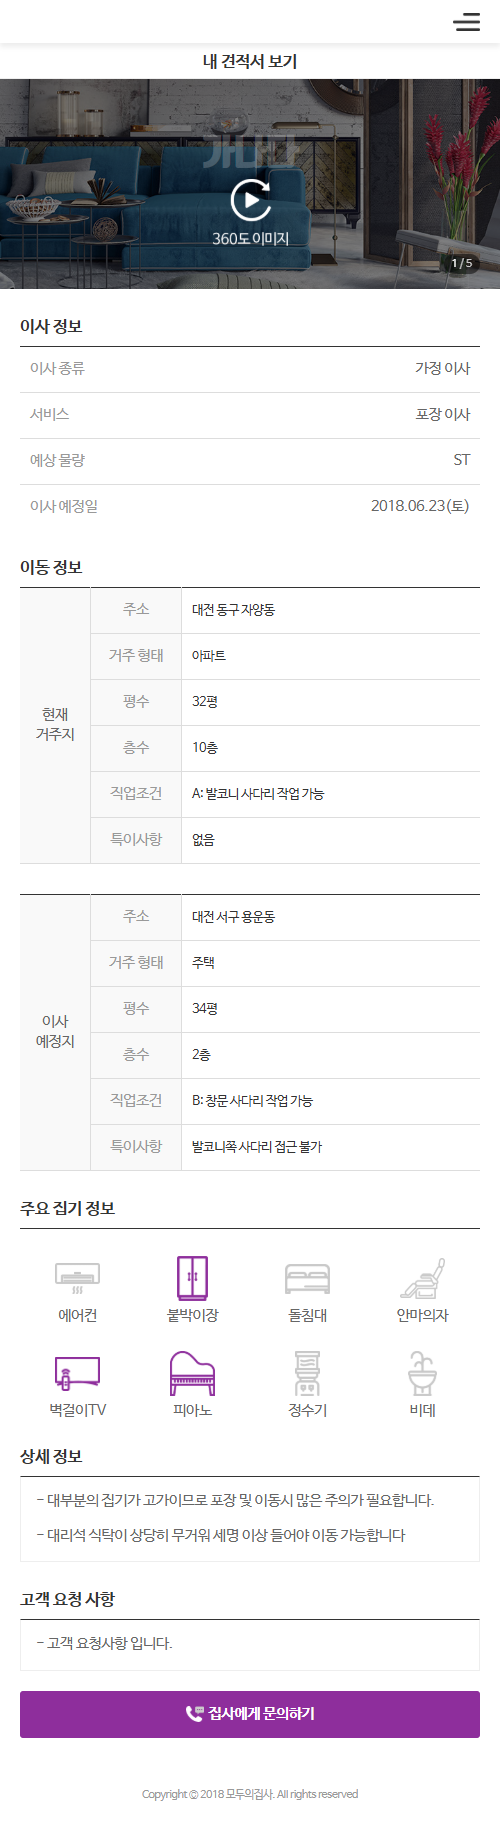 내 견적서 보기
개나다
360도 이미지
1 / 5
이사 정보
이사 종류 가정 이사
서비스 포장 이사
예상 물량 ST
이사 예정일 2018.06.23(토)
이동 정보
현재
거주지
주소 대전 동구 자양동
거주 형태 아파트
평수 32평
층수 10층
직업조건 A: 발코니 사다리 작업 가능
특이사항 없음
이사
예정지
주소 대전 서구 용운동
거주 형태 주택
평수 34평
층수 2층
직업조건 B: 창문 사다리 작업 가능
특이사항 발코니쪽 사다리 접근 불가
주요 집기 정보
에어컨 붙박이장 돌침대 안마의자
벽걸이TV 피아노 정수기 비데
상세 정보
- 대부분의 집기가 고가이므로 포장 및 이동시 많은 주의가 필요합니다.
- 대리석 식탁이 상당히 무거워 세명 이상 들어야 이동 가능합니다
고객 요청 사항
- 고객 요청사항 입니다.
집사에게 문의하기
Copyright © 2018 모두의집사. All rights reserved